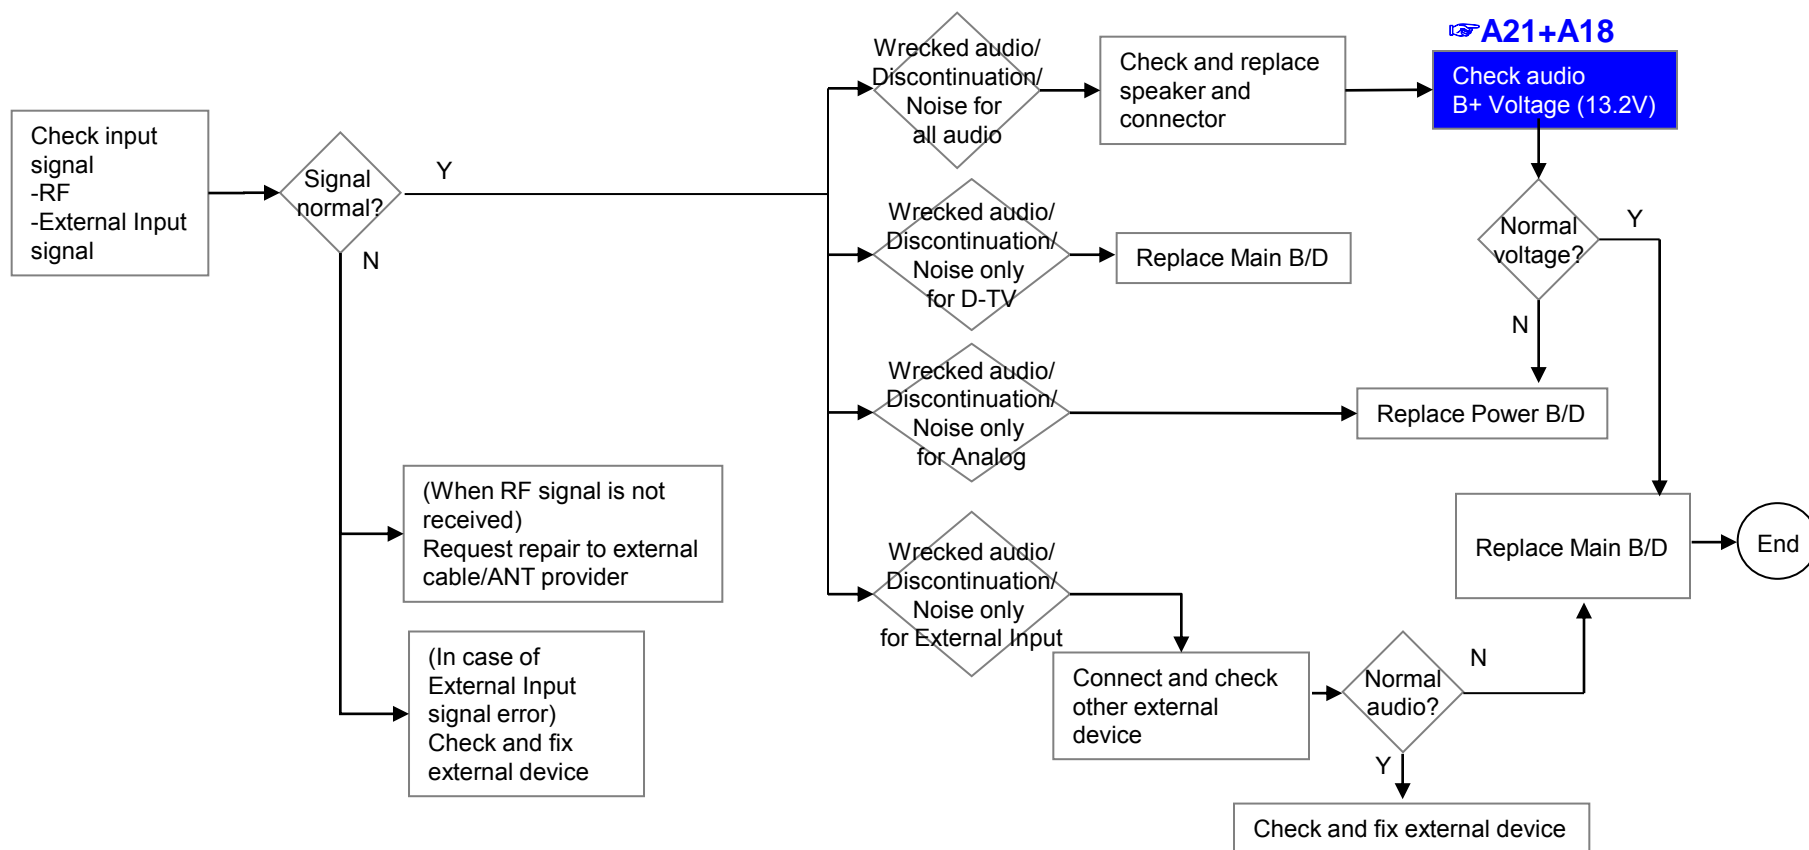 Check input
signal
-RF
-External Input
signal
Signal
normal?
Y
N
(When RF signal is not
received)
Request repair to external
cable/ANT provider
(In case of
External Input
signal error)
Check and fix
external device
Wrecked audio/
Discontinuation/
Noise for
all audio
Check and replace
speaker and
connector
☞A21+A18
Check audio
B+ Voltage (13.2V)
Normal
voltage?
Y
N
Wrecked audio/
Discontinuation/
Noise only
for D-TV
Replace Main B/D
Wrecked audio/
Discontinuation/
Noise only
for Analog
Replace Power B/D
Wrecked audio/
Discontinuation/
Noise only
for External Input
Connect and check
other external
device
Normal
audio?
N
Y
Replace Main B/D
End
Check and fix external device